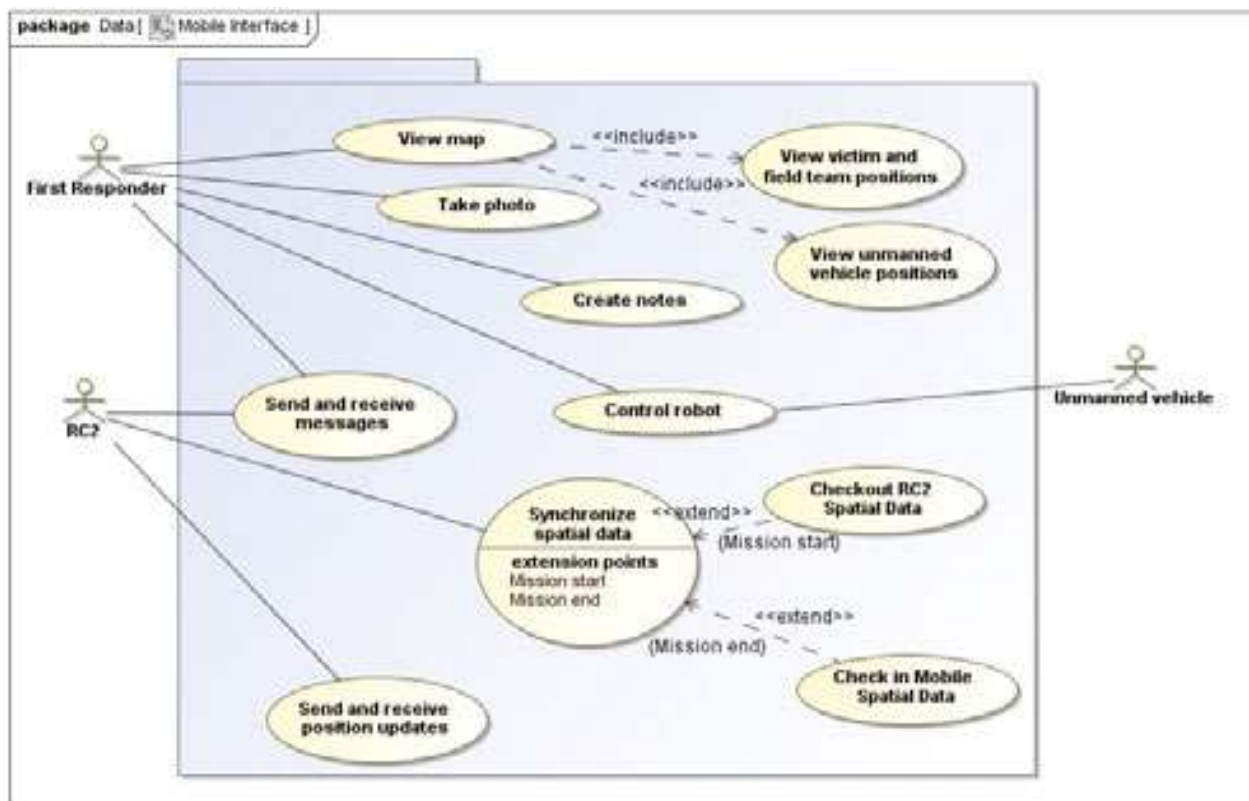 package Data [ Mobile Interface ]
First Responder
View map
<<include>>
View victim and
field team positions
<<include>>
Take photo
View unmanned
vehicle positions
Create notes
RC2
Send and receive
messages
Control robot
Unmanned vehicle
Synchronize
spatial data
extension points
Mission start
Mission end
<<extend>>
(Mission start)
Checkout RC2
Spatial Data
<<extend>>
(Mission end)
Check in Mobile
Spatial Data
Send and receive
position updates